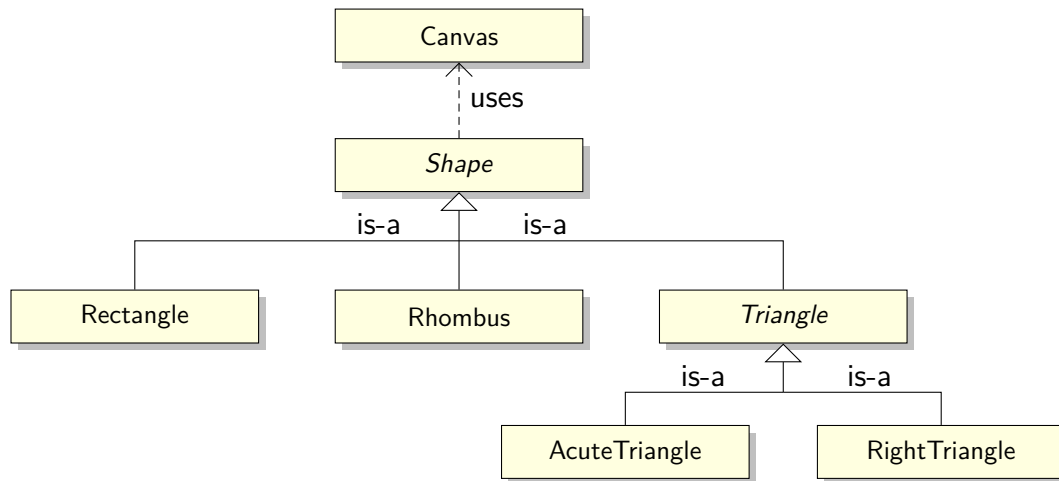 Canvas
uses
Shape
is-a is-a
Rectangle Rhombus Triangle
is-a is-a
AcuteTriangle RightTriangle